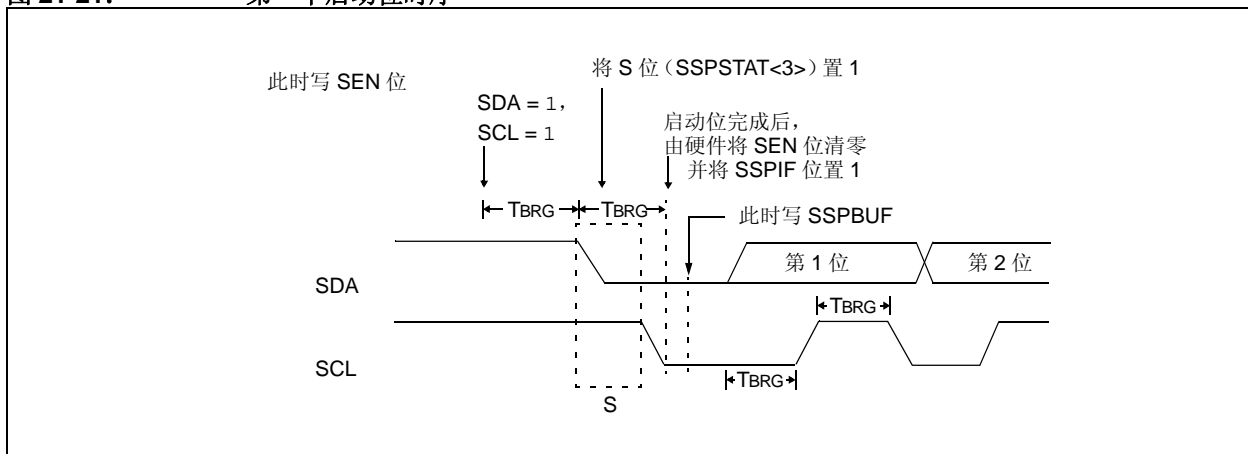 此时写 SEN 位
将 S 位（SSPSTAT<3>）置 1
SDA = 1，
SCL = 1
启动位完成后，
由硬件将 SEN 位清零
并将 SSPIF 位置 1
TBRG
TBRG
此时写 SSPBUF
SDA
第 1 位
第 2 位
TBRG
SCL
TBRG
S